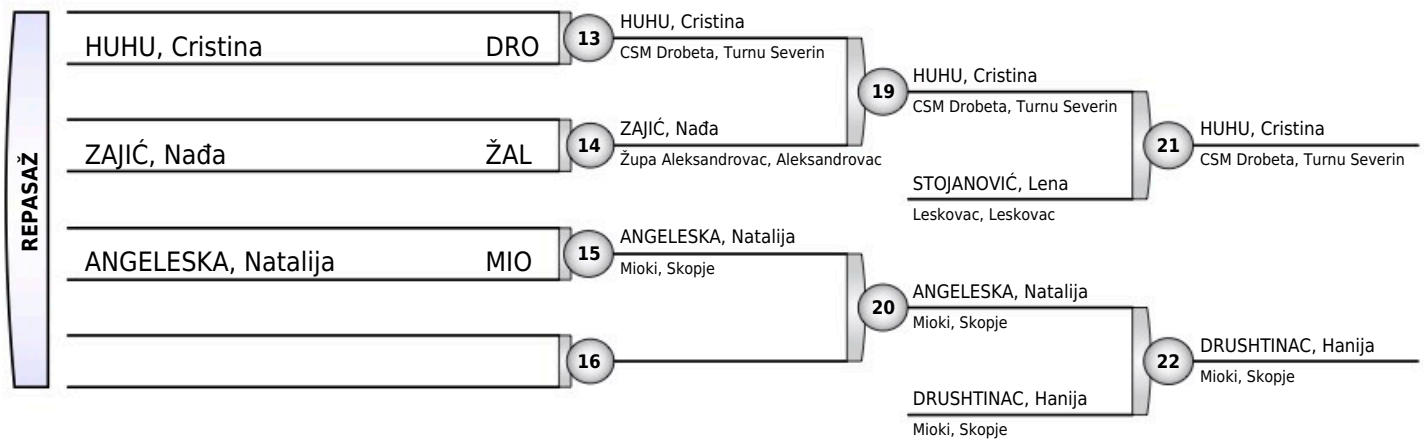 REPASAŽ
HUHU, Cristina DRO
13
HUHU, Cristina
CSM Drobeta, Turnu Severin
ZAJIĆ, Nađa ŽAL
14
ZAJIĆ, Nađa
Župa Aleksandrovac, Aleksandrovac
19
HUHU, Cristina
CSM Drobeta, Turnu Severin
STOJANOVIĆ, Lena
Leskovac, Leskovac
21
HUHU, Cristina
CSM Drobeta, Turnu Severin
ANGELESKA, Natalija MIO
15
ANGELESKA, Natalija
Mioki, Skopje
16
20
ANGELESKA, Natalija
Mioki, Skopje
DRUSHTINAC, Hanija
Mioki, Skopje
22
DRUSHTINAC, Hanija
Mioki, Skopje